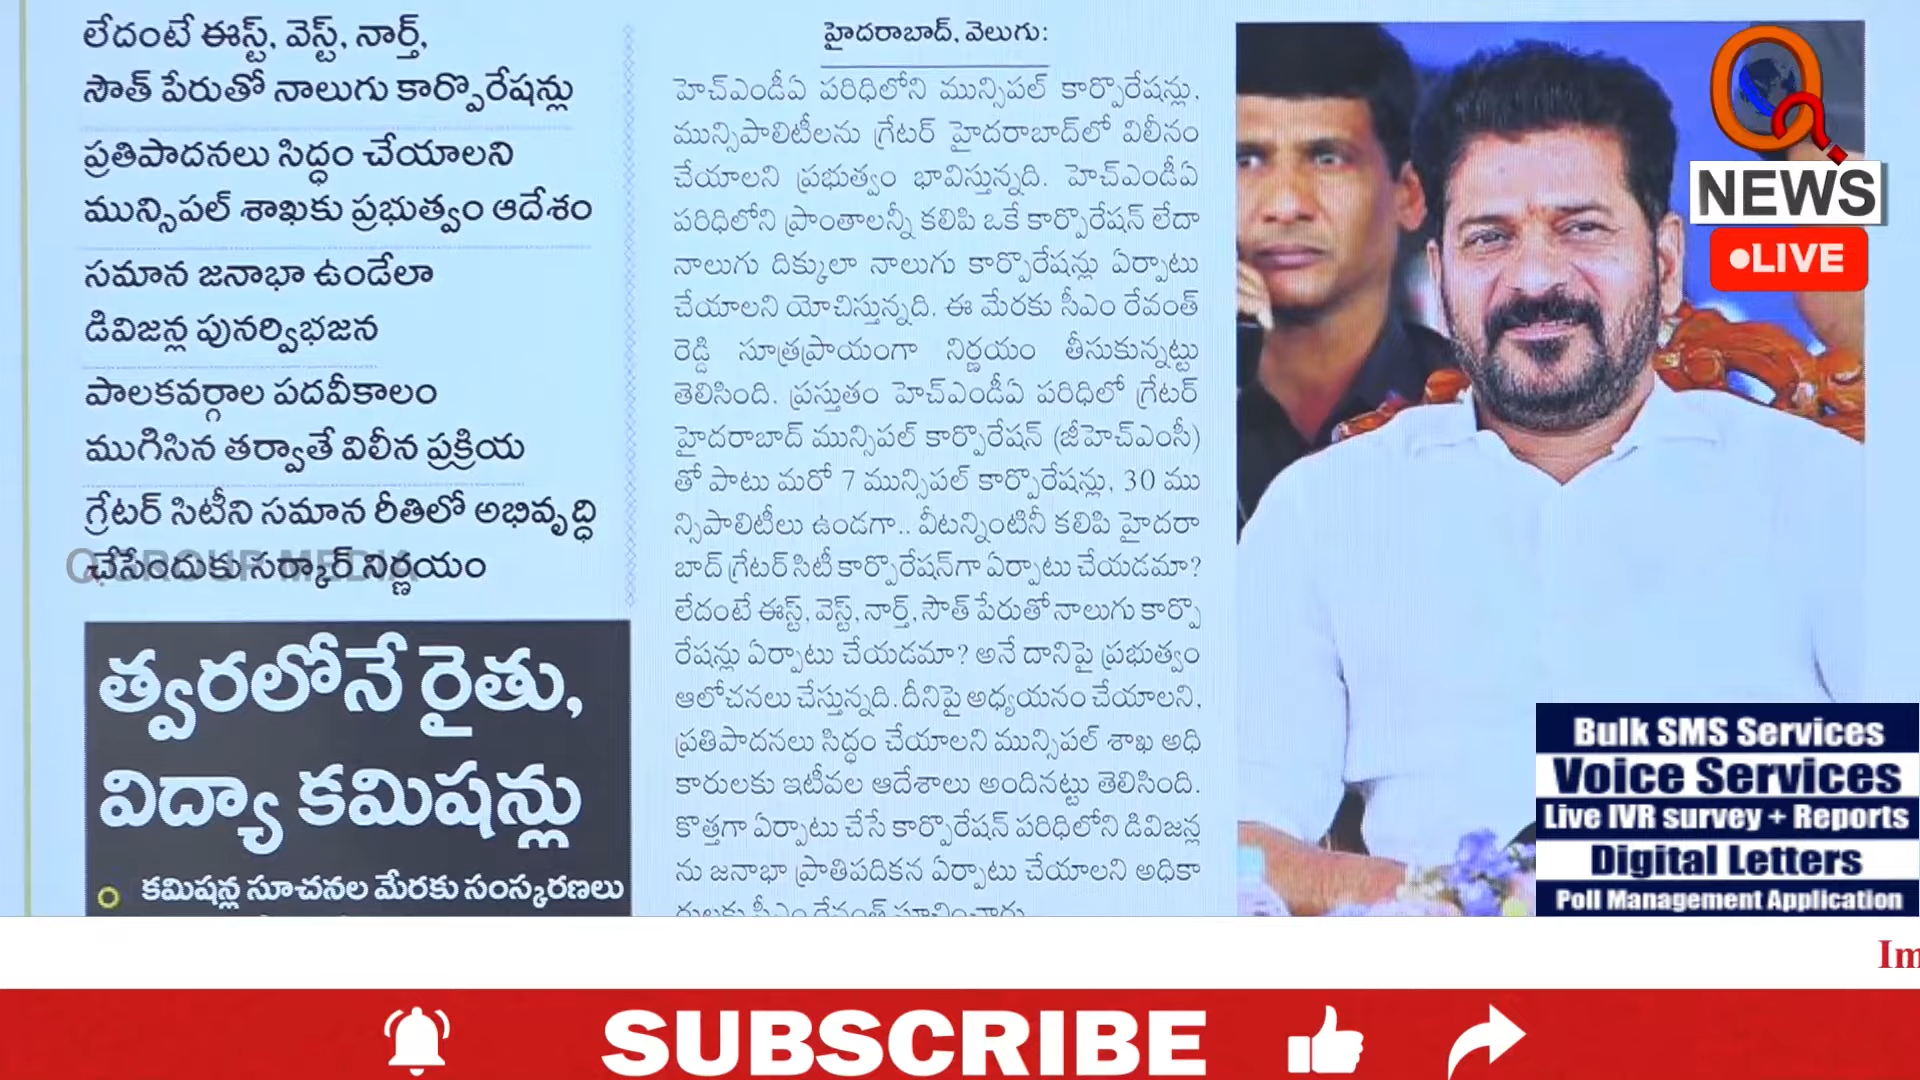 లేదంటే ఈస్ట్, వెస్ట్, నార్త్,
సౌత్ పేరుతో నాలుగు కార్పొరేషన్లు
ప్రతిపాదనలు సిద్ధం చేయాలని
మున్సిపల్ శాఖకు ప్రభుత్వం ఆదేశం
సమాన జనాభా ఉండేలా
డివిజన్ల పునర్విభజన
పాలకవర్గాల పదవీకాలం
ముగిసిన తర్వాతే విలీన ప్రక్రియ
గ్రేటర్ సిటీని సమాన రీతిలో అభివృద్ధి
చేసేందుకు సర్కార్ నిర్ణయం
Q GROUP MEDIA
త్వరలోనే రైతు,
విద్యా కమిషన్లు
కమిషన్ల సూచనల మేరకు సంస్కరణలు
హైదరాబాద్, వెలుగు:
హెచ్ఎండీఏ పరిధిలోని మున్సిపల్ కార్పొరేషన్లు,
మున్సిపాలిటీలను గ్రేటర్ హైదరాబాద్‌లో విలీనం
చేయాలని ప్రభుత్వం భావిస్తున్నది. హెచ్ఎండీఏ
పరిధిలోని ప్రాంతాలన్నీ కలిపి ఒకే కార్పొరేషన్ లేదా
నాలుగు దిక్కులా నాలుగు కార్పొరేషన్లు ఏర్పాటు
చేయాలని యోచిస్తున్నది. ఈ మేరకు సీఎం రేవంత్
రెడ్డి సూత్రప్రాయంగా నిర్ణయం తీసుకున్నట్టు
తెలిసింది. ప్రస్తుతం హెచ్ఎండీఏ పరిధిలో గ్రేటర్
హైదరాబాద్ మున్సిపల్ కార్పొరేషన్ (జీహెచ్ఎంసీ)
తో పాటు మరో 7 మున్సిపల్ కార్పొరేషన్లు, 30 ము
న్సిపాలిటీలు ఉండగా.. వీటన్నింటినీ కలిపి హైదరా
బాద్ గ్రేటర్ సిటీ కార్పొరేషన్‌గా ఏర్పాటు చేయడమా?
లేదంటే ఈస్ట్, వెస్ట్, నార్త్, సౌత్ పేరుతో నాలుగు కార్పొ
రేషన్లు ఏర్పాటు చేయడమా? అనే దానిపై ప్రభుత్వం
ఆలోచనలు చేస్తున్నది. దీనిపై అధ్యయనం చేయాలని,
ప్రతిపాదనలు సిద్ధం చేయాలని మున్సిపల్ శాఖ అధి
కారులకు ఇటీవల ఆదేశాలు అందినట్టు తెలిసింది.
కొత్తగా ఏర్పాటు చేసే కార్పొరేషన్ పరిధిలోని డివిజన్ల
ను జనాభా ప్రాతిపదికన ఏర్పాటు చేయాలని అధికా
రులకు సీఎం రేవంత్ సూచించారు.
Q
NEWS
LIVE
Bulk SMS Services
Voice Services
Live IVR survey + Reports
Digital Letters
Poll Management Application
Im
SUBSCRIBE